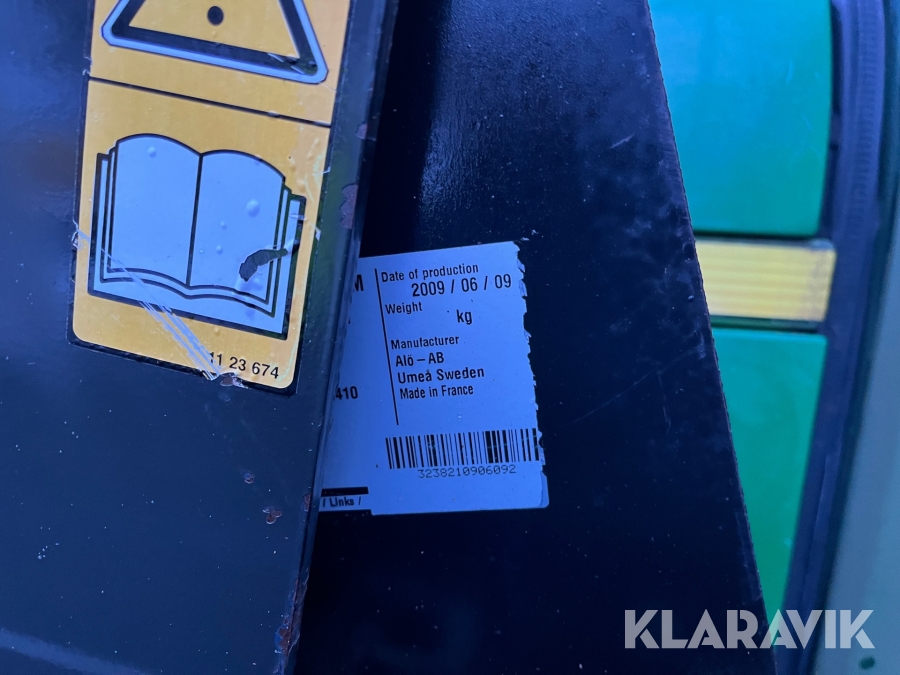 11 23 674
M
Date of production
2009 / 06 / 09
Weight
kg
Manufacturer
Alö – AB
Umeå Sweden
Made in France
410
3238210906092
/ Links /
KLARAVIK